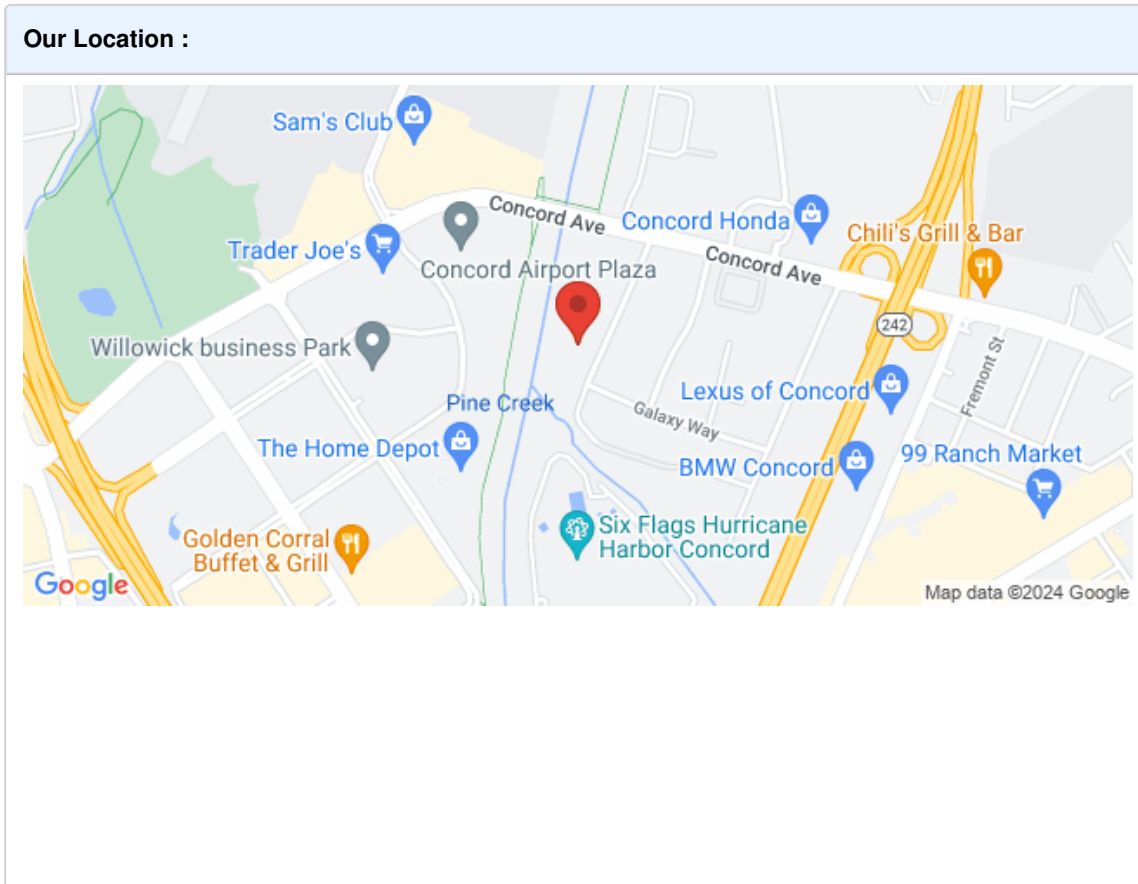 Our Location :
Sam's Club
Concord Ave
Concord Honda
Chili's Grill & Bar
Trader Joe's
Concord Ave
Concord Airport Plaza
242
Willowick business Park
Fremont St
Lexus of Concord
Pine Creek
Galaxy Way
The Home Depot
BMW Concord
99 Ranch Market
Six Flags Hurricane
Harbor Concord
Golden Corral
Buffet & Grill
Google
Map data ©2024 Google